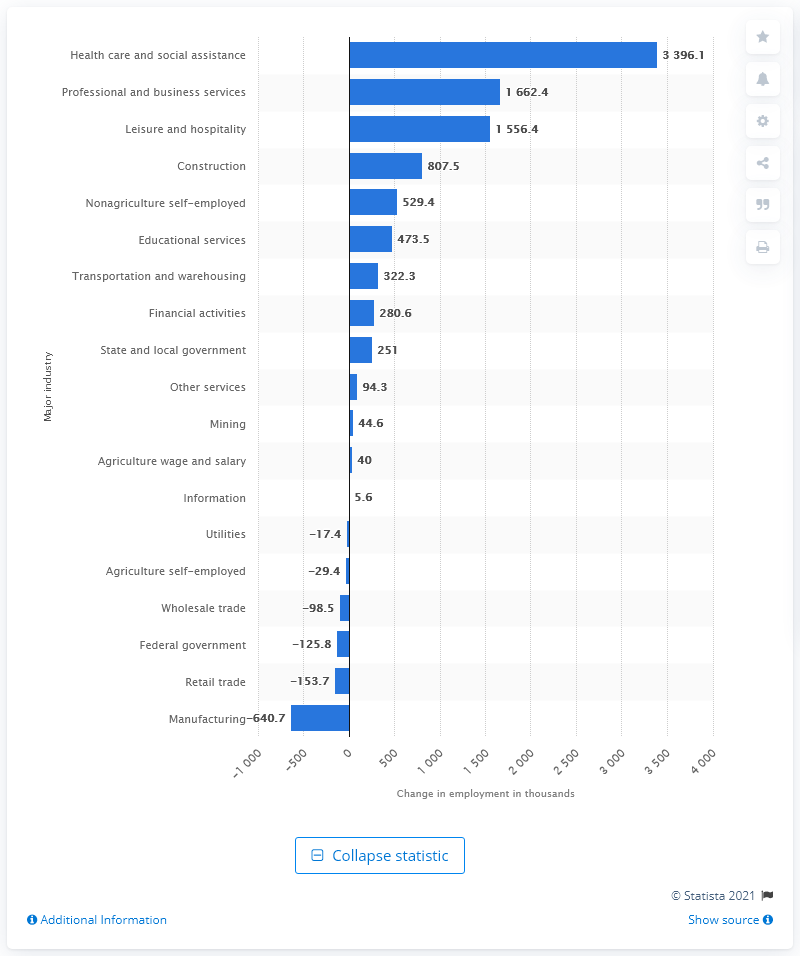 Health care and social assistance 3 396.1
Professional and business services 1 662.4
Leisure and hospitality 1 556.4
Construction 807.5
Nonagriculture self-employed 529.4
Educational services 473.5
Transportation and warehousing 322.3
Financial activities 280.6
State and local government 251
Other services 94.3
Mining 44.6
Agriculture wage and salary 40
Information 5.6
Utilities −17.4
Agriculture self-employed −29.4
Wholesale trade −98.5
Federal government −125.8
Retail trade −153.7
Manufacturing −640.7
Major industry
−1 000 −500 0 500 1 000 1 500 2 000 2 500 3 000 3 500 4 000
Change in employment in thousands
Collapse statistic
© Statista 2021
Additional Information
Show source